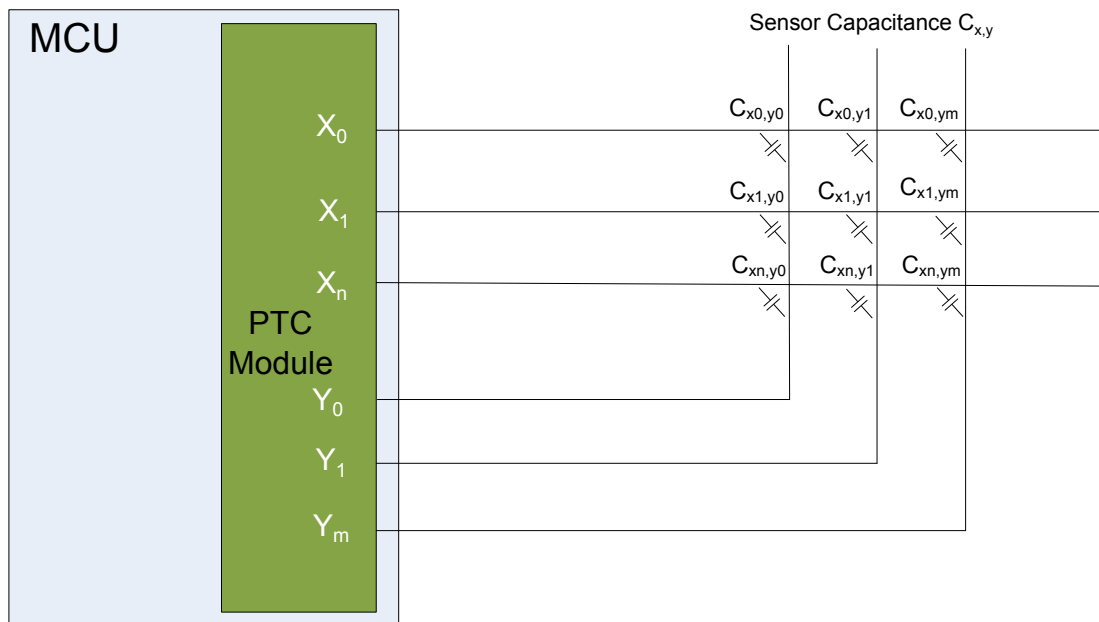 MCU
Sensor Capacitance Cx,y
Cx0,y0 Cx0,y1 Cx0,ym
X0
Cx1,y0 Cx1,y1 Cx1,ym
X1
Cxn,y0 Cxn,y1 Cxn,ym
Xn
PTC
Module
Y0
Y1
Ym